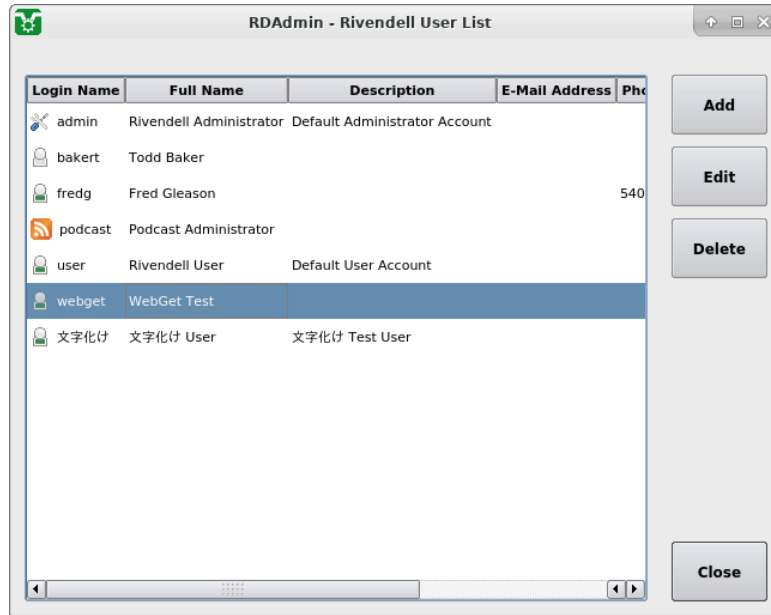 RDAdmin - Rivendell User List
Login Name Full Name Description E-Mail Address Pho
admin Rivendell Administrator Default Administrator Account
bakert Todd Baker
fredg Fred Gleason 540
podcast Podcast Administrator
user Rivendell User Default User Account
webget WebGet Test
文字化け 文字化け User 文字化け Test User
Add
Edit
Delete
Close